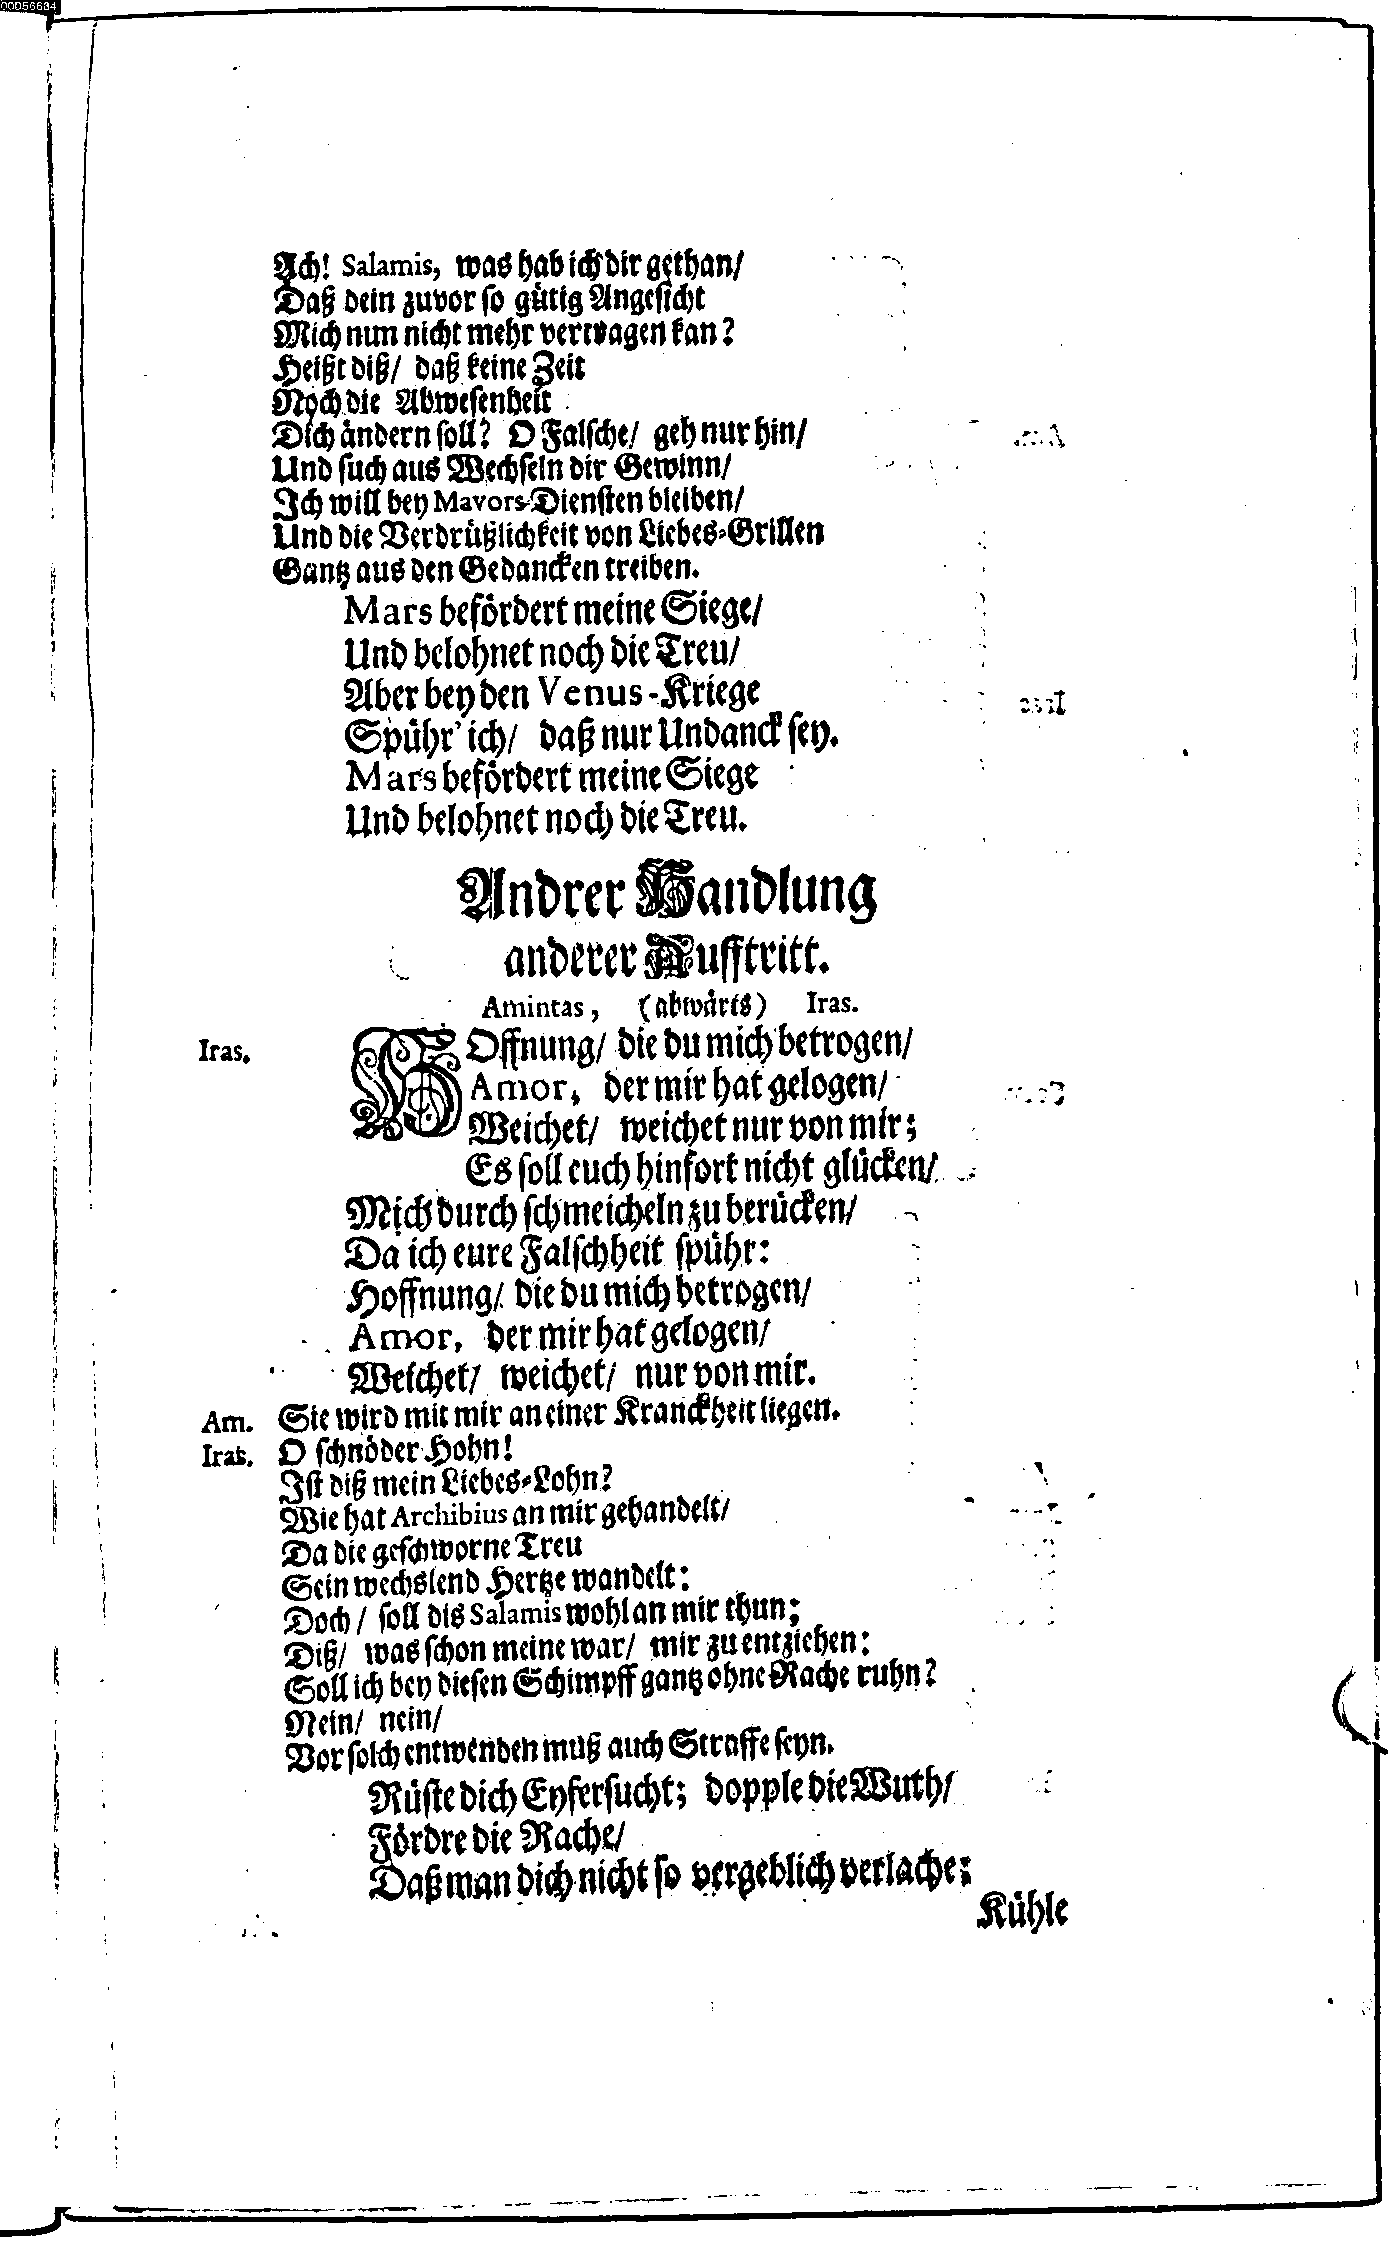 00056634
Ach! Salamis, was hab ich dir gethan/
Daß dein zuvor so gütig Angesicht
Mich nun nicht mehr vertragen kan?
Heißt diß/ daß keine Zeit
Noch die Abwesenheit
Dich ändern soll? O Falsche/ geh nur hin/
Und such aus Wechseln dir Gewinn/
Ich will bey Mavors-Diensten bleiben/
Und die Verdrüßlichkeit von Liebes-Grillen
Gantz aus den Gedancken treiben.
Mars befördert meine Siege/
Und belohnet noch die Treu/
Aber bey den Venus-Kriege
Spühr' ich/ daß nur Undanck sey.
Mars befördert meine Siege
Und belohnet noch die Treu.
Andrer Handlung
anderer Aufftritt.
Amintas, (abwärts) Iras.
Iras. HOffnung/ die du mich betrogen/
Amor, der mir hat gelogen/
Weichet/ weichet nur von mir;
Es soll euch hinfort nicht glücken/
Mich durch schmeicheln zu berücken/
Da ich eure Falschheit spühr:
Hoffnung/ die du mich betrogen/
Amor, der mir hat gelogen/
Weichet/ weichet/ nur von mir.
Am. Sie wird mit mir an einer Kranckheit liegen.
Iras. O schnöder Hohn!
Ist diß mein Liebes-Lohn?
Wie hat Archibius an mir gehandelt/
Da die geschworne Treu
Sein wechslend Hertze wandelt:
Doch/ soll dis Salamis wohl an mir thun;
Diß/ was schon meine war/ mir zu entziehen:
Soll ich bey diesen Schimpff gantz ohne Rache ruhn?
Nein/ nein/
Vor solch entwenden muß auch Straffe seyn.
Rüste dich Eyfersucht; dopple die Wuth/
Fördre die Rache/
Daß man dich nicht so vergeblich verlache;
Kühle